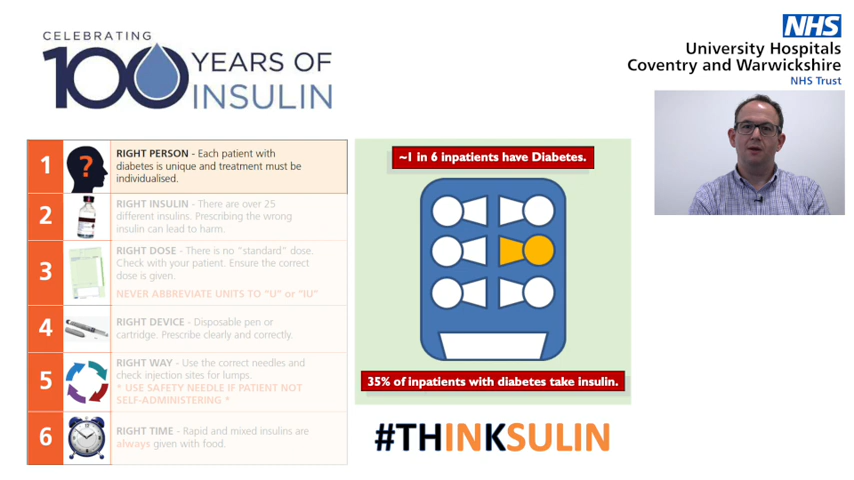 CELEBRATING
100 YEARS OF
INSULIN
NHS
University Hospitals
Coventry and Warwickshire
NHS Trust
1
RIGHT PERSON - Each patient with
diabetes is unique and treatment must be
individualised.
2
RIGHT INSULIN - There are over 25
different insulins. Prescribing the wrong
insulin can lead to harm.
3
RIGHT DOSE - There is no "standard" dose.
Check with your patient. Ensure the correct
dose is given.
NEVER ABBREVIATE UNITS TO "U" or "IU"
4
RIGHT DEVICE - Disposable pen or
cartridge. Prescribe clearly and correctly.
5
RIGHT WAY - Use the correct needles and
check injection sites for lumps.
* USE SAFETY NEEDLE IF PATIENT NOT
SELF-ADMINISTERING *
6
RIGHT TIME - Rapid and mixed insulins are
always given with food.
~1 in 6 inpatients have Diabetes.
35% of inpatients with diabetes take insulin.
#THINKSULIN